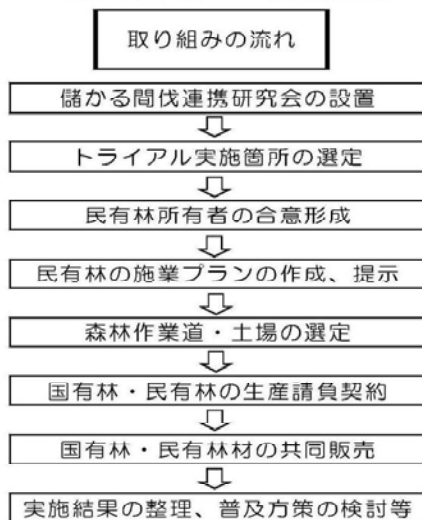 取り組みの流れ
儲かる間伐連携研究会の設置
トライアル実施箇所の選定
民有林所有者の合意形成
民有林の施業プランの作成、提示
森林作業道・土場の選定
国有林・民有林の生産請負契約
国有林・民有林材の共同販売
実施結果の整理、普及方策の検討等